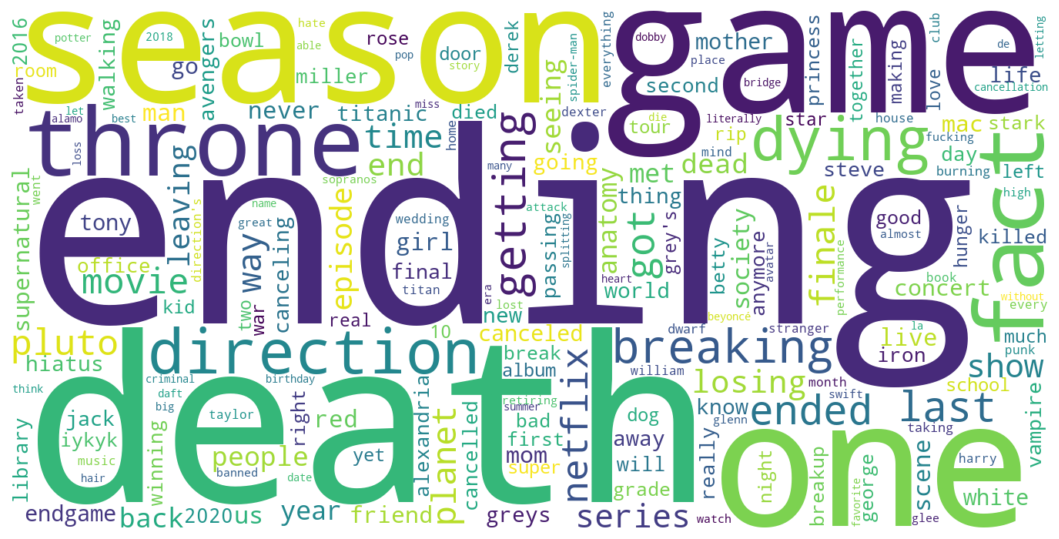 season
game
throne
ending
death
one
direction
dying
fact
getting
breaking
last
ended
show
series
netflix
losing
finale
movie
leaving
time
end
way
got
episode
girl
final
tony
office
kid
pluto
hiatus
supernatural
2016
walking
room
man
go
avengers
bowl
miller
rose
door
derek
never
titanic
died
seeing
going
met
thing
anatomy
world
grey's
passing
new
canceled
break
album
canceling
two
war
real
10
potter
2018
taken
let
alamo
best
loss
able
pop
story
hate
miss
home
many
sopranos
name
great
direction's
went
wedding
titan
era
lost
attack
splitting
heart
spider-man
everything
dobby
bridge
mother
second
place
princess
together
making
love
club
de
letting
cancellation
life
star
house
fucking
literally
dexter
die
tour
rip
dead
mind
steve
mac
day
burning
stark
left
high
good
almost
hunger
killed
book
concert
every
without
iron
live
la
much
punk
betty
society
anymore
avatar
performance
beyoncé
dwarf
stranger
william
know
month
swift
school
vampire
really
glenn
taking
white
scene
george
favorite
breakup
night
harry
glee
watch
dog
away
will
grade
mom
bad
first
super
summer
retiring
cancelled
planet
alexandria
red
right
yet
people
taylor
birthday
criminal
daft
big
jack
iykyk
music
hair
banned
date
think
library
winning
endgame
back
2020
us
year
friend
greys